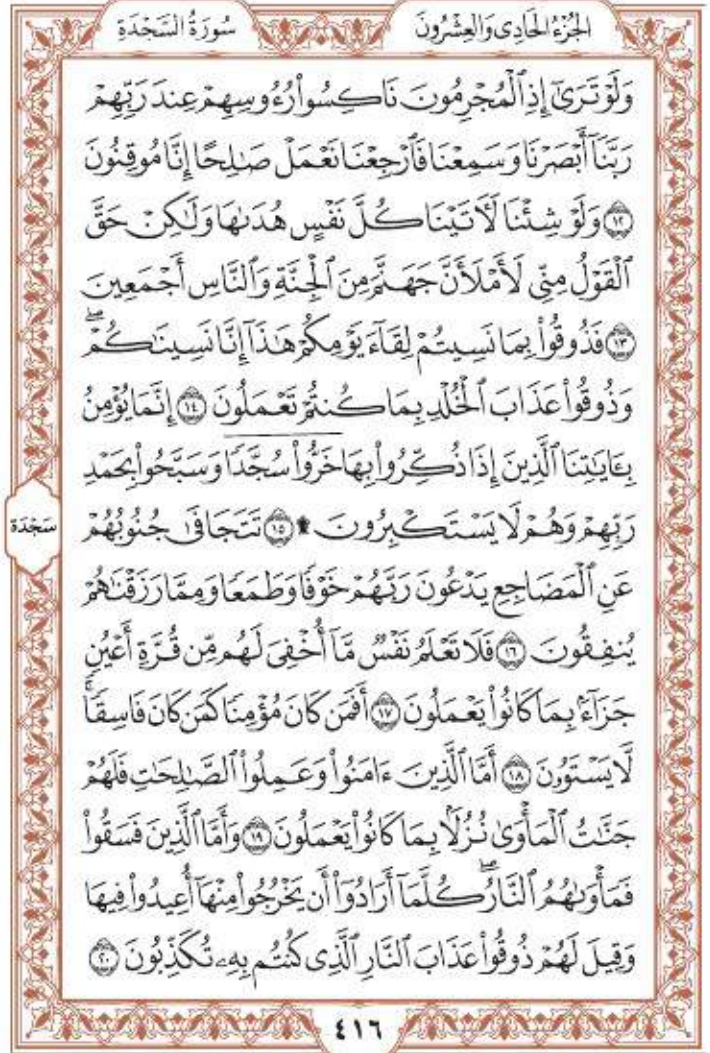 سُورَةُ السَّجْدَةِ
الجُزْءُ الحَادِى وَالعِشْرُونَ
وَلَوْ تَرَىٰٓ إِذِ ٱلْمُجْرِمُونَ نَاكِسُوا۟ رُءُوسِهِمْ عِندَ رَبِّهِمْ
رَبَّنَآ أَبْصَرْنَا وَسَمِعْنَا فَٱرْجِعْنَا نَعْمَلْ صَـٰلِحًا إِنَّا مُوقِنُونَ
﴿١٢﴾ وَلَوْ شِئْنَا لَـَٔاتَيْنَا كُلَّ نَفْسٍ هُدَىٰهَا وَلَـٰكِنْ حَقَّ
ٱلْقَوْلُ مِنِّى لَأَمْلَأَنَّ جَهَنَّمَ مِنَ ٱلْجِنَّةِ وَٱلنَّاسِ أَجْمَعِينَ
﴿١٣﴾ فَذُوقُوا۟ بِمَا نَسِيتُمْ لِقَآءَ يَوْمِكُمْ هَـٰذَآ إِنَّا نَسِينَـٰكُمْ ۖ
وَذُوقُوا۟ عَذَابَ ٱلْخُلْدِ بِمَا كُنتُمْ تَعْمَلُونَ ﴿١٤﴾ إِنَّمَا يُؤْمِنُ
بِـَٔايَـٰتِنَا ٱلَّذِينَ إِذَا ذُكِّرُوا۟ بِهَا خَرُّوا۟ سُجَّدًا وَسَبَّحُوا۟ بِحَمْدِ
رَبِّهِمْ وَهُمْ لَا يَسْتَكْبِرُونَ ۩ ﴿١٥﴾ تَتَجَافَىٰ جُنُوبُهُمْ
سَجْدَة
عَنِ ٱلْمَضَاجِعِ يَدْعُونَ رَبَّهُمْ خَوْفًا وَطَمَعًا وَمِمَّا رَزَقْنَـٰهُمْ
يُنفِقُونَ ﴿١٦﴾ فَلَا تَعْلَمُ نَفْسٌ مَّآ أُخْفِىَ لَهُم مِّن قُرَّةِ أَعْيُنٍ
جَزَآءًۢ بِمَا كَانُوا۟ يَعْمَلُونَ ﴿١٧﴾ أَفَمَن كَانَ مُؤْمِنًا كَمَن كَانَ فَاسِقًا ۚ
لَّا يَسْتَوُۥنَ ﴿١٨﴾ أَمَّا ٱلَّذِينَ ءَامَنُوا۟ وَعَمِلُوا۟ ٱلصَّـٰلِحَـٰتِ فَلَهُمْ
جَنَّـٰتُ ٱلْمَأْوَىٰ نُزُلًۢا بِمَا كَانُوا۟ يَعْمَلُونَ ﴿١٩﴾ وَأَمَّا ٱلَّذِينَ فَسَقُوا۟
فَمَأْوَىٰهُمُ ٱلنَّارُ ۖ كُلَّمَآ أَرَادُوٓا۟ أَن يَخْرُجُوا۟ مِنْهَآ أُعِيدُوا۟ فِيهَا
وَقِيلَ لَهُمْ ذُوقُوا۟ عَذَابَ ٱلنَّارِ ٱلَّذِى كُنتُم بِهِۦ تُكَذِّبُونَ ﴿٢٠﴾
٤١٦